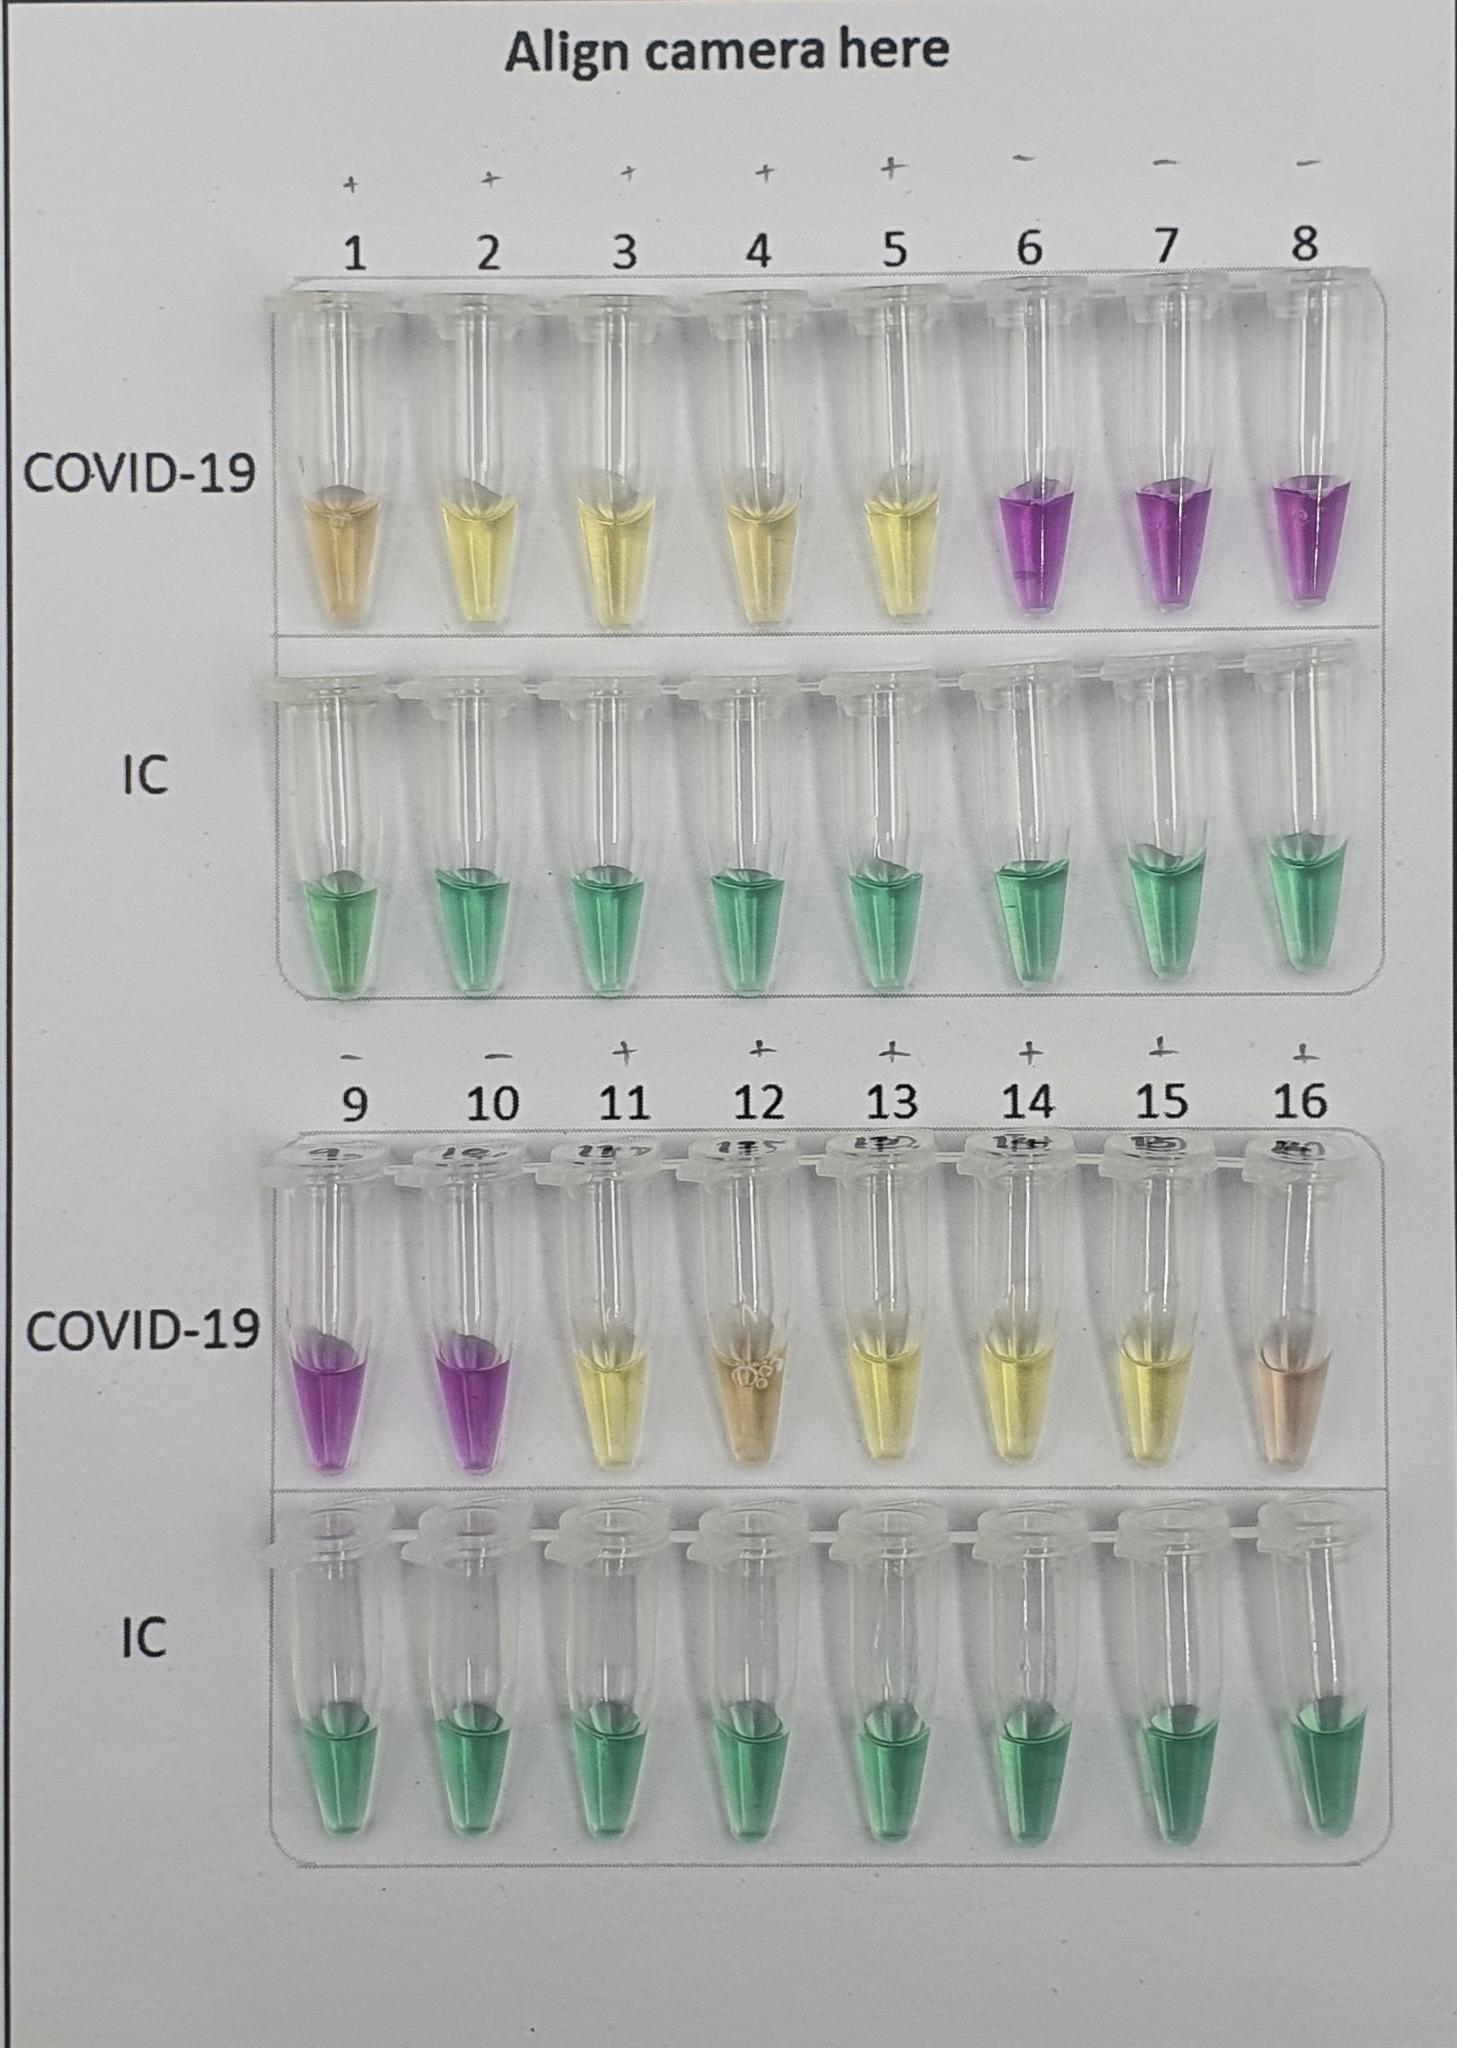 Align camera here
+ + + + + - - -
1 2 3 4 5 6 7 8
COVID-19
IC
- - + + + + + +
9 10 11 12 13 14 15 16
COVID-19
IC